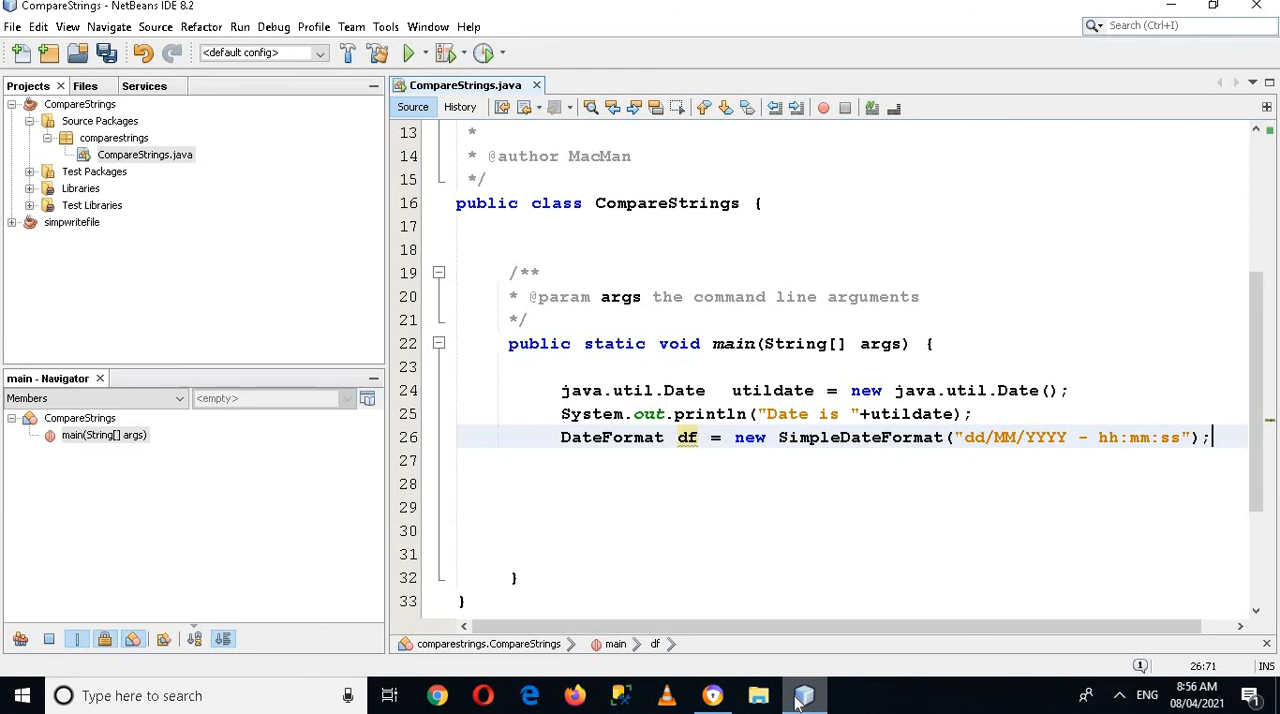 CompareStrings - NetBeans IDE 8.2
File Edit View Navigate Source Refactor Run Debug Profile Team Tools Window Help
Search (Ctrl+I)
<default config>
Projects Files Services
CompareStrings.java
CompareStrings
Source Packages
comparestrings
CompareStrings.java
Test Packages
Libraries
Test Libraries
simpwritefile
Source History
13 *
14 * @author MacMan
15 */
16 public class CompareStrings {
17
18
19 /**
20 * @param args the command line arguments
21 */
22 public static void main(String[] args) {
23
24 java.util.Date utildate = new java.util.Date();
25 System.out.println("Date is "+utildate);
26 DateFormat df = new SimpleDateFormat("dd/MM/YYYY - hh:mm:ss");
27
28
29
30
31
32 }
33 }
main - Navigator
Members <empty>
CompareStrings
main(String[] args)
comparestrings.CompareStrings main df
1 26:71 INS
Type here to search
ENG
8:56 AM
08/04/2021
1